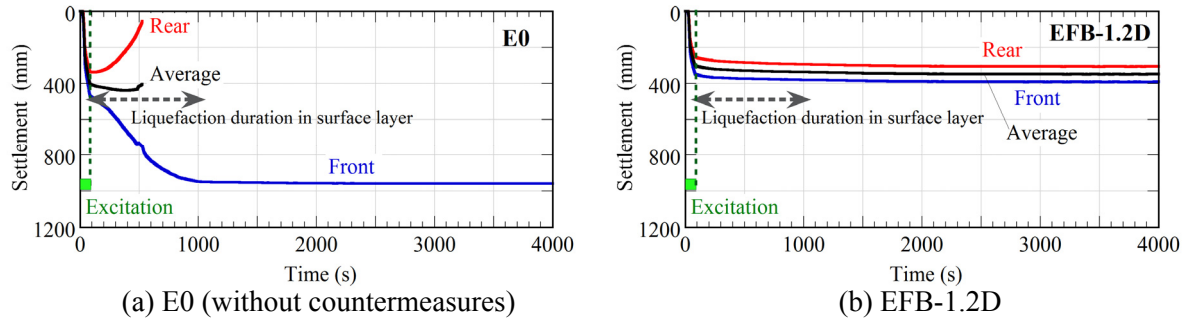 0
400
800
1200
Settlement (mm)
Rear
E0
Average
Liquefaction duration in surface layer
Front
Excitation
0 1000 2000 3000 4000
Time (s)
(a) E0 (without countermeasures)
0
400
800
1200
Settlement (mm)
EFB-1.2D
Rear
Front
Liquefaction duration in surface layer
Average
Excitation
0 1000 2000 3000 4000
Time (s)
(b) EFB-1.2D